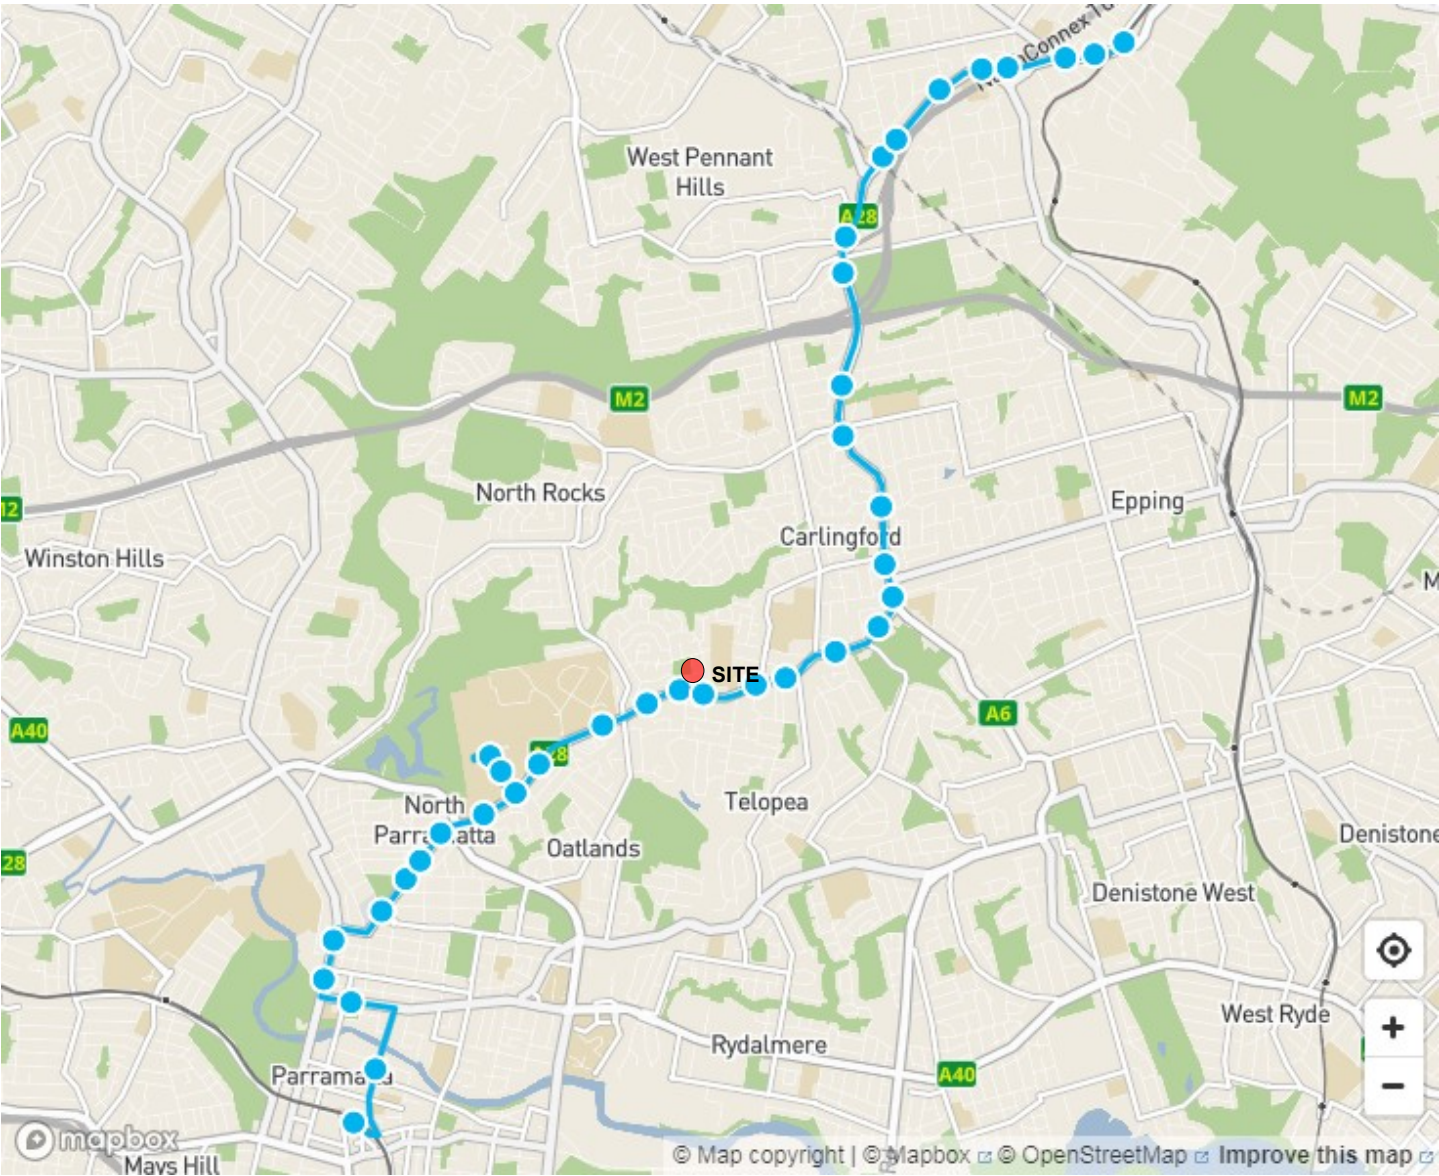 NorthConnex Tu
West Pennant
Hills
A28
M2
M2
North Rocks
M2
Epping
Carlingford
Winston Hills
SITE
A6
A40
A28
North
Parramatta
Telopea
Oatlands
Denistone
28
Denistone West
West Ryde
Rydalmere
A40
Parramatta
+
−
mapbox
© Map copyright | © Mapbox © OpenStreetMap Improve this map
Mays Hill